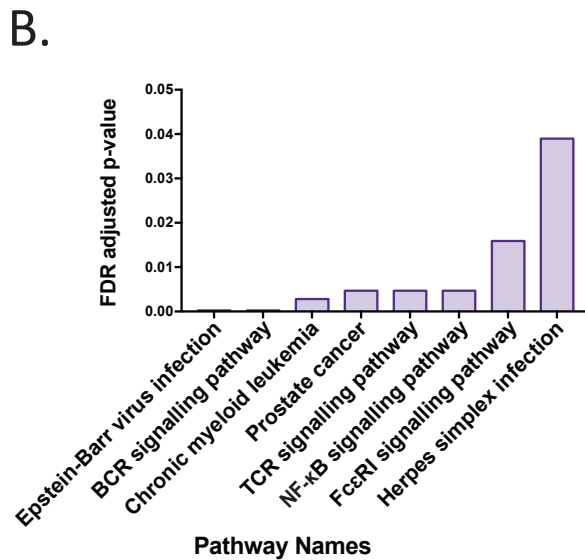 B.
FDR adjusted p-value
0.05
0.04
0.03
0.02
0.01
0.00
Epstein-Barr virus infection
BCR signalling pathway
Chronic myeloid leukemia
Prostate cancer
TCR signalling pathway
NF-κB signalling pathway
FcεRI signalling pathway
Herpes simplex infection
Pathway Names